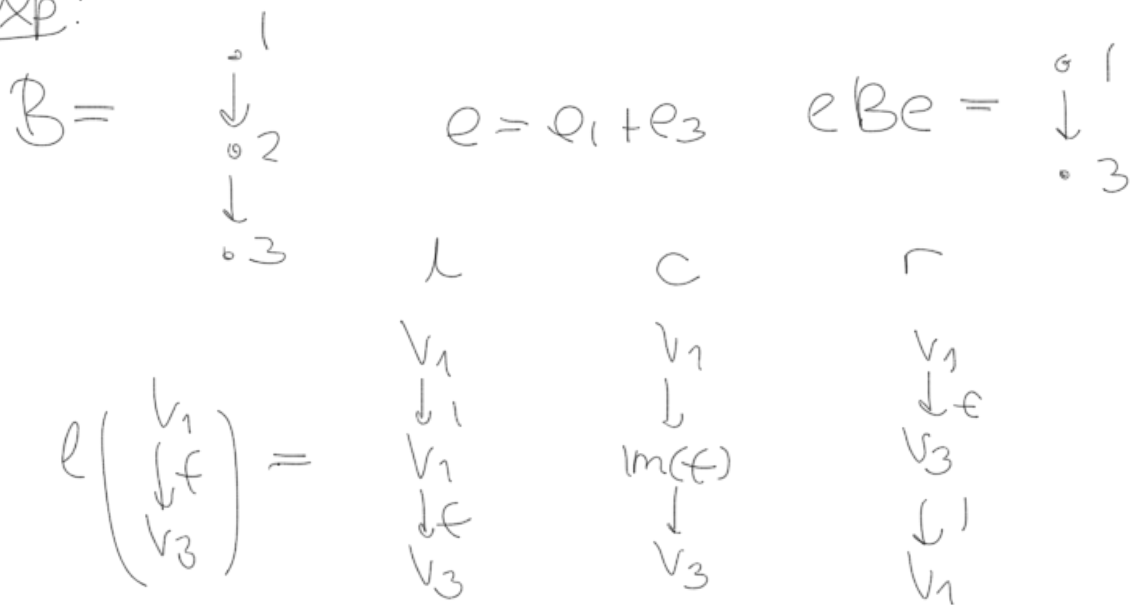 Exp:
B = 1 → 2 → 3 e = e₁ + e₃ eBe = 1 → 3
l c r
V₁ V₁ V₁
↓ 1 ↓ ↓ f
l ( V₁ ↓ f V₃ ) = V₁ Im(f) V₃
↓ f ↓ ↓ 1
V₃ V₃ V₁